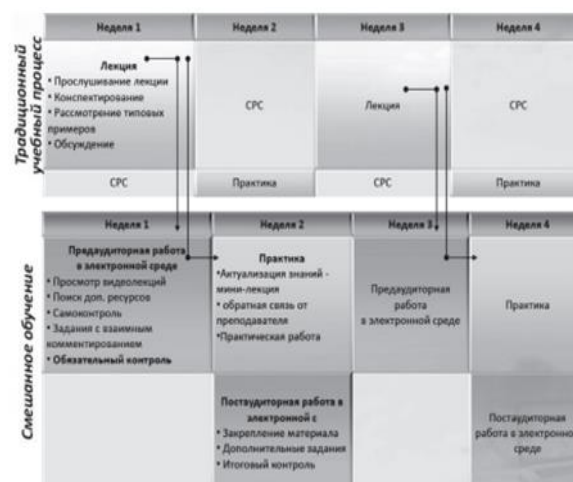 Традиционный
учебный процесс
Неделя 1
Неделя 2
Неделя 3
Неделя 4
Лекция
• Прослушивание лекции
• Конспектирование
• Рассмотрение типовых
примеров
• Обсуждение
СРС
Лекция
СРС
СРС
Практика
СРС
Практика
Смешанное обучение
Неделя 1
Неделя 2
Неделя 3
Неделя 4
Предаудиторная работа
в электронной среде
• Просмотр видеолекций
• Поиск доп. ресурсов
• Самоконтроль
• Задания с взаимным
комментированием
• Обязательный контроль
Практика
• Актуализация знаний -
мини-лекция
• обратная связь от
преподавателя
• Практическая работа
Предаудиторная
работа
в электронной среде
Практика
Постаудиторная работа в
электронной с
• Закрепление материала
• Дополнительные задания
• Итоговый контроль
Постаудиторная
работа в электронно
среде